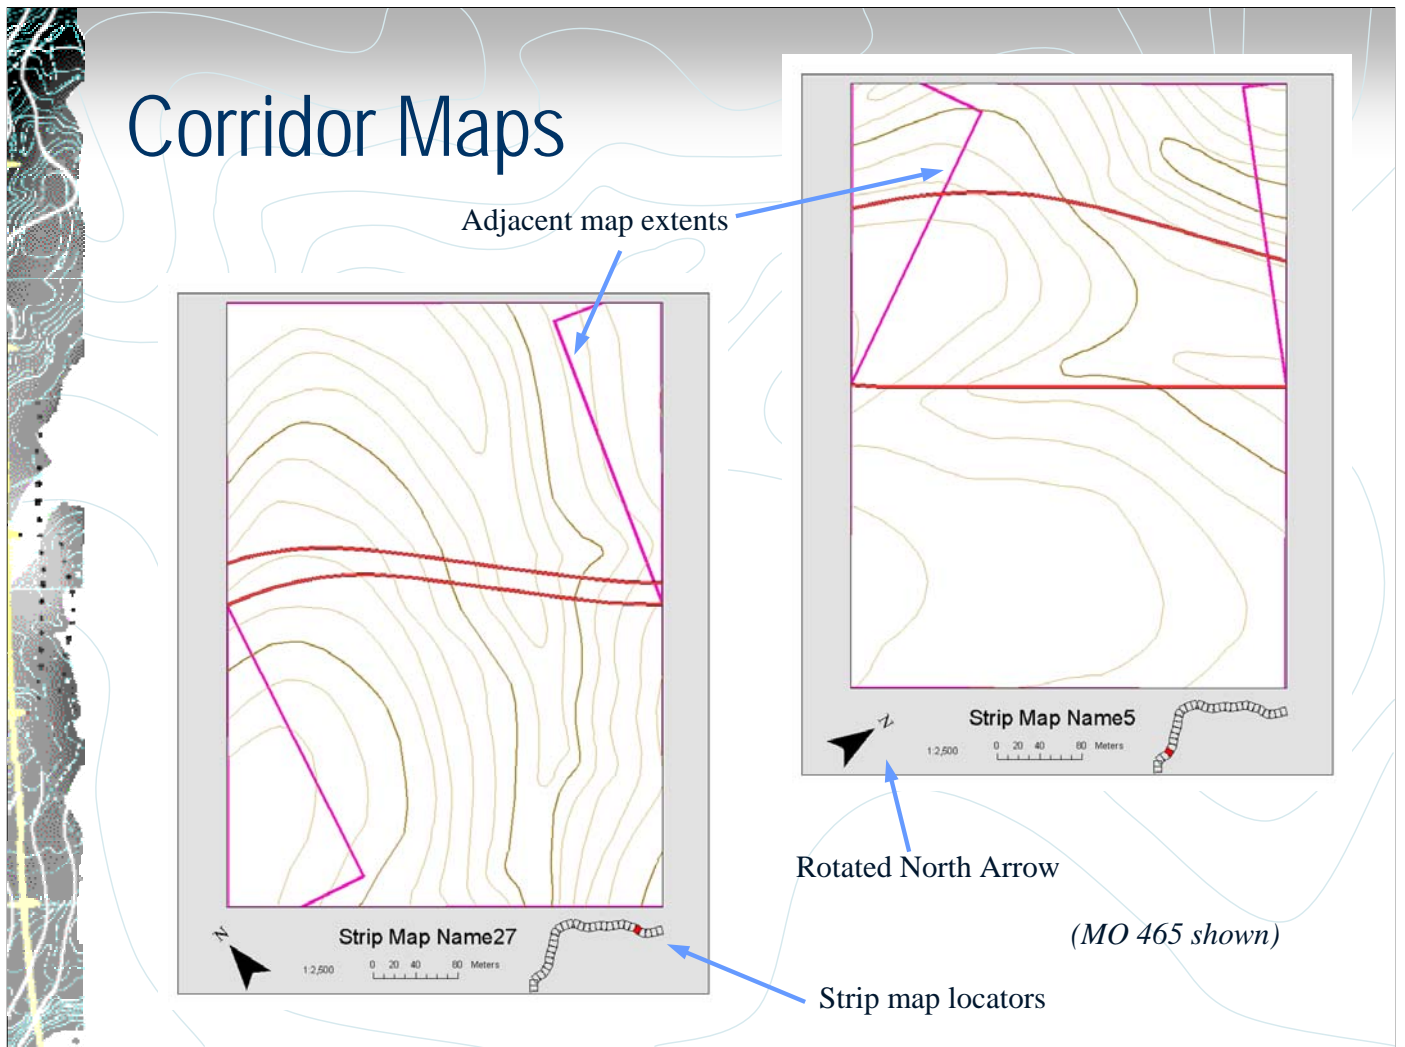 Corridor Maps
Adjacent map extents
N
Strip Map Name5
1:2,500
0 20 40 80 Meters
Rotated North Arrow
(MO 465 shown)
N
Strip Map Name27
1:2,500
0 20 40 80 Meters
Strip map locators